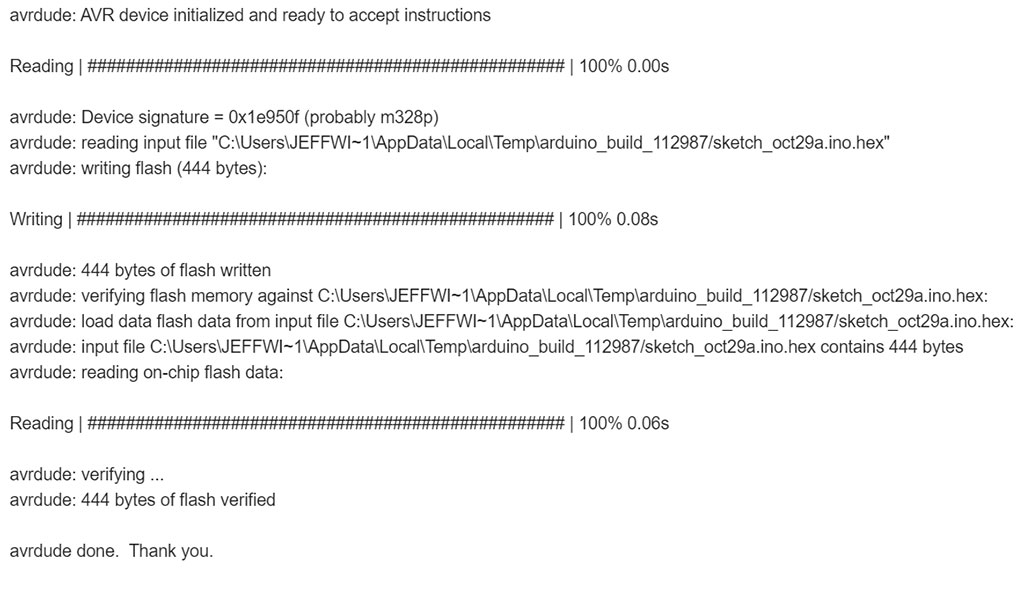 avrdude: AVR device initialized and ready to accept instructions
Reading | ################################################## | 100% 0.00s
avrdude: Device signature = 0x1e950f (probably m328p)
avrdude: reading input file "C:\Users\JEFFWI~1\AppData\Local\Temp\arduino_build_112987/sketch_oct29a.ino.hex"
avrdude: writing flash (444 bytes):
Writing | ################################################## | 100% 0.08s
avrdude: 444 bytes of flash written
avrdude: verifying flash memory against C:\Users\JEFFWI~1\AppData\Local\Temp\arduino_build_112987/sketch_oct29a.ino.hex:
avrdude: load data flash data from input file C:\Users\JEFFWI~1\AppData\Local\Temp\arduino_build_112987/sketch_oct29a.ino.hex:
avrdude: input file C:\Users\JEFFWI~1\AppData\Local\Temp\arduino_build_112987/sketch_oct29a.ino.hex contains 444 bytes
avrdude: reading on-chip flash data:
Reading | ################################################## | 100% 0.06s
avrdude: verifying ...
avrdude: 444 bytes of flash verified
avrdude done.  Thank you.